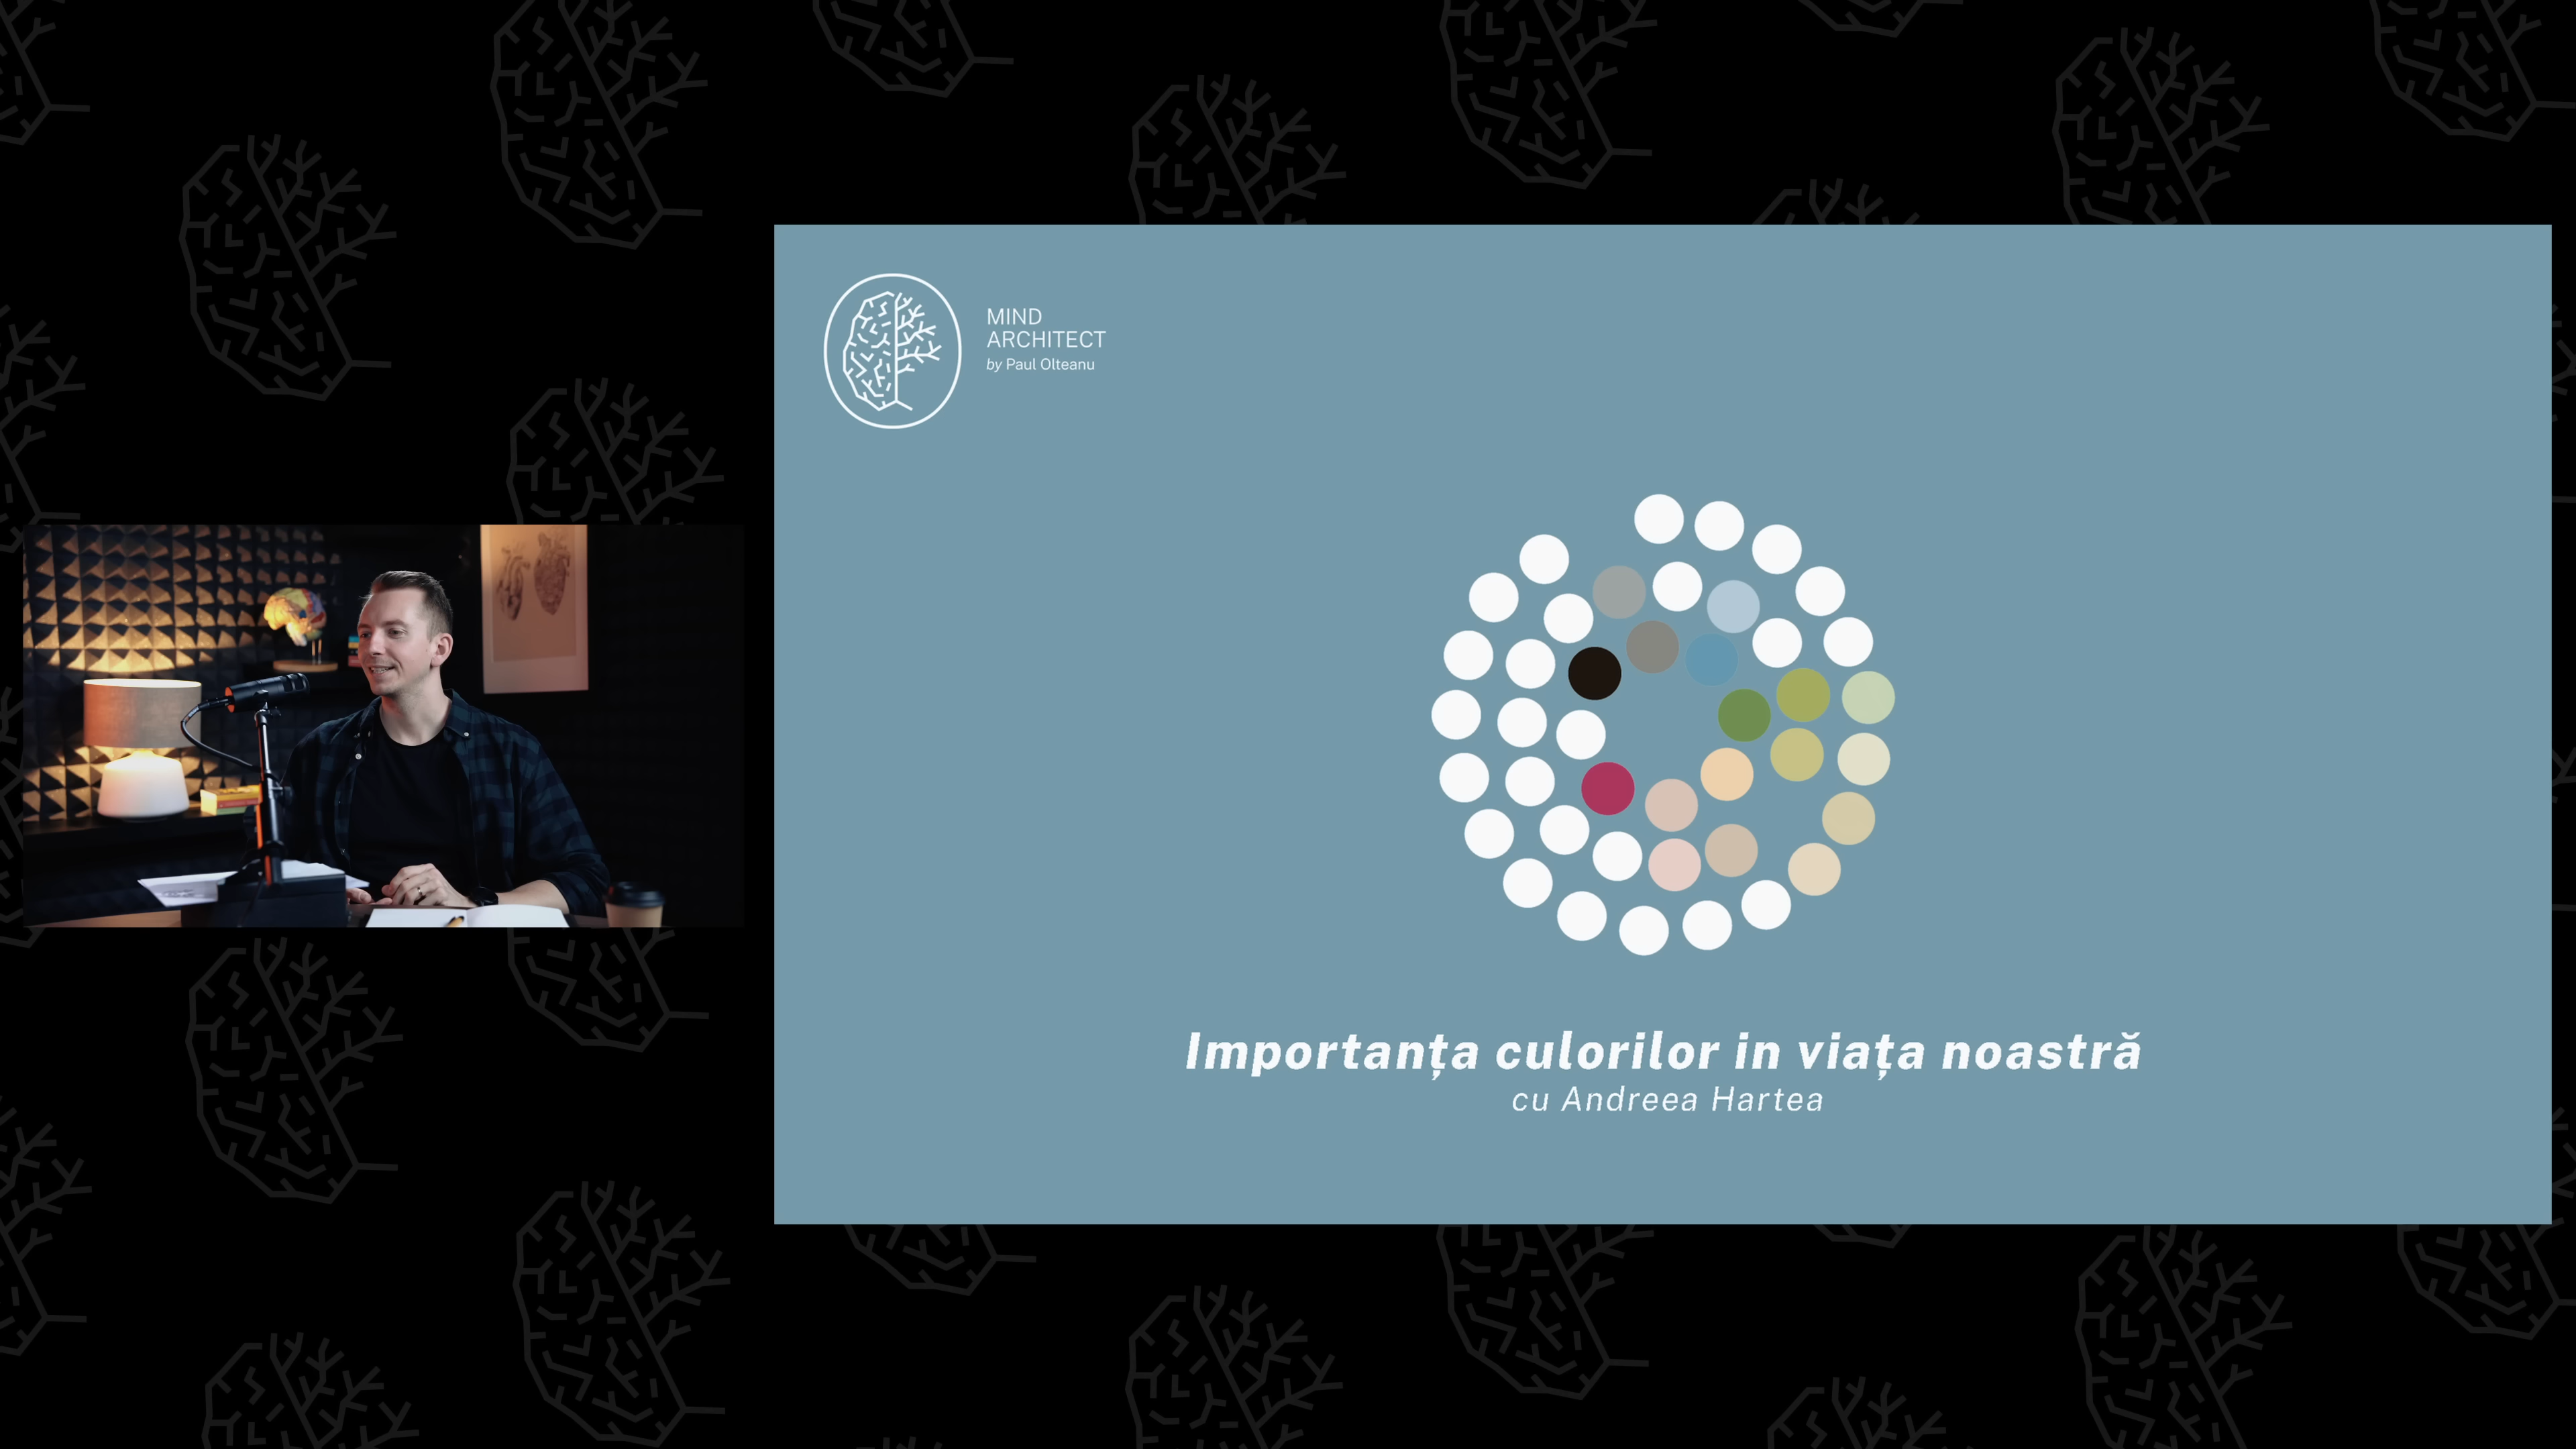 MIND
ARCHITECT
by Paul Olteanu
Importanța culorilor in viața noastră
cu Andreea Hartea